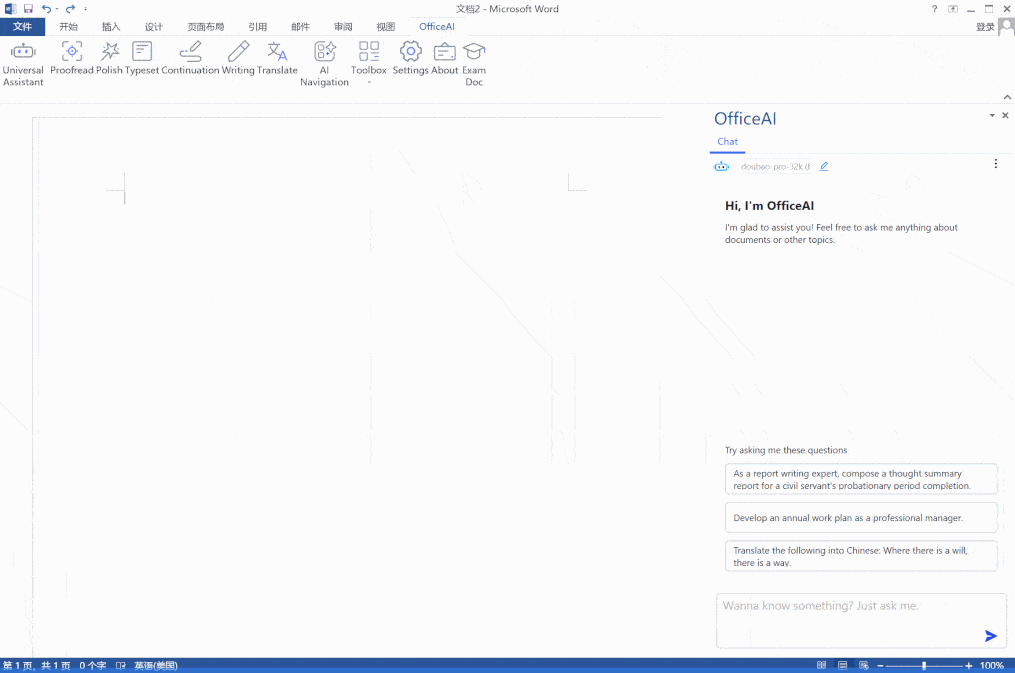 文档2 - Microsoft Word
?
文件 开始 插入 设计 页面布局 引用 邮件 审阅 视图 OfficeAI 登录
Universal Assistant
Proofread Polish Typeset Continuation Writing Translate
AI Navigation
Toolbox Settings About
Exam Doc
OfficeAI
Chat
doubao-pro-32k (f
Hi, I'm OfficeAI
I'm glad to assist you! Feel free to ask me anything about
documents or other topics.
Try asking me these questions
As a report writing expert, compose a thought summary
report for a civil servant's probationary period completion.
Develop an annual work plan as a professional manager.
Translate the following into Chinese: Where there is a will,
there is a way.
Wanna know something? Just ask me.
第 1 页, 共 1 页 0 个字 英语(美国) 100%